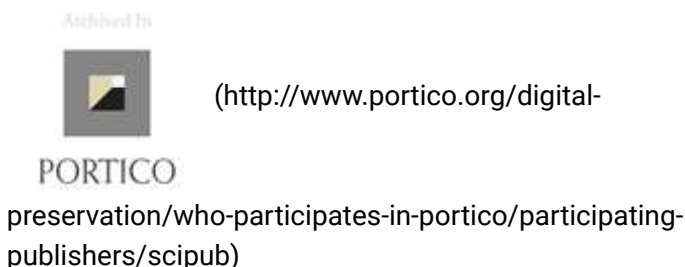 Archived In
(http://www.portico.org/digital-
PORTICO
preservation/who-participates-in-portico/participating-
publishers/scipub)